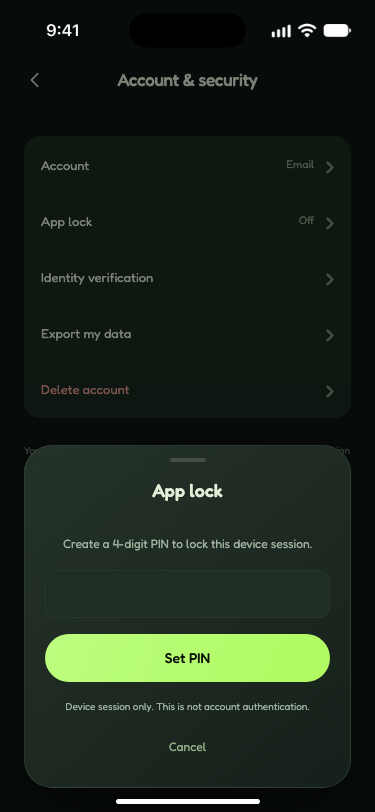 9:41
Account & security
Account
Email
App lock
Off
Identity verification
Export my data
Delete account
App lock
Create a 4-digit PIN to lock this device session.
Set PIN
Device session only. This is not account authentication.
Cancel